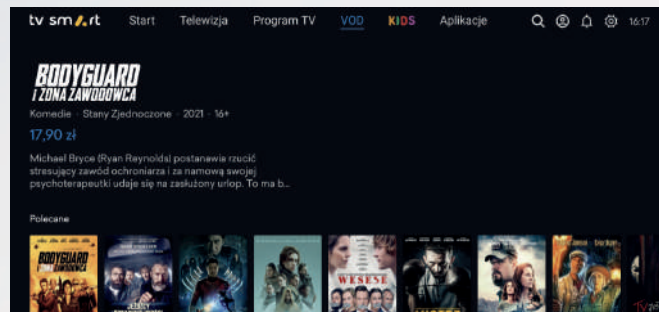 tv smart Start Telewizja Program TV VOD KIDS Aplikacje 16:17
BODYGUARD
I ŻONA ZAWODOWCA
Komedie · Stany Zjednoczone · 2021 · 16+
17,90 zł
Michael Bryce (Ryan Reynolds) postanawia rzucić
stresujący zawód ochroniarza i za namową swojej
psychoterapeutki udaje się na zasłużony urlop. To ma b...
Polecane
BODYGUARD
I ŻONA ZAWODOWCA
WESELE